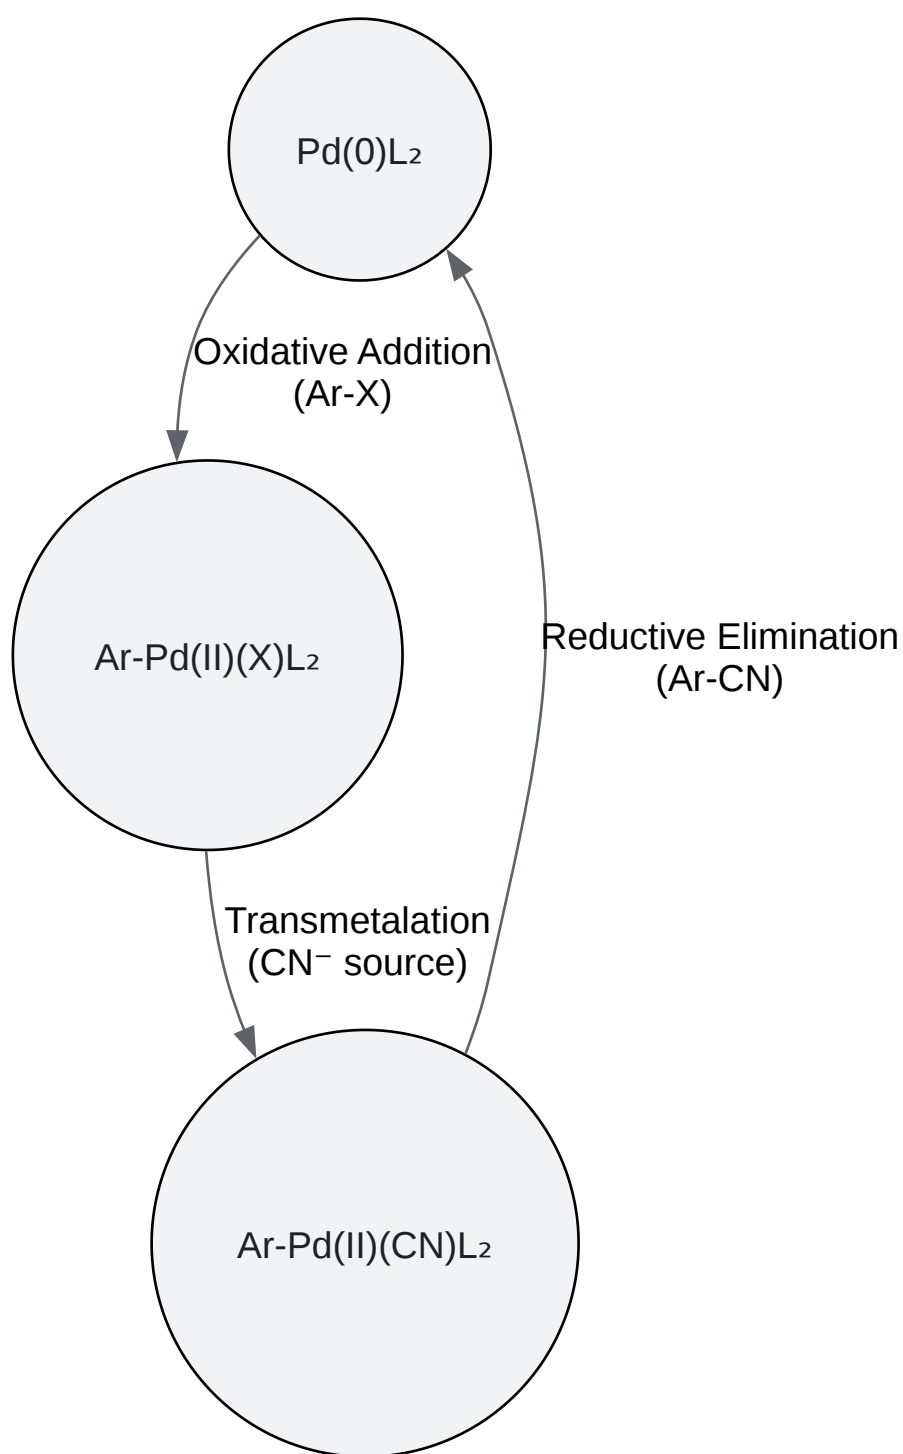 Pd(0)L₂
Oxidative Addition
(Ar-X)
Ar-Pd(II)(X)L₂
Reductive Elimination
(Ar-CN)
Transmetalation
(CN⁻ source)
Ar-Pd(II)(CN)L₂